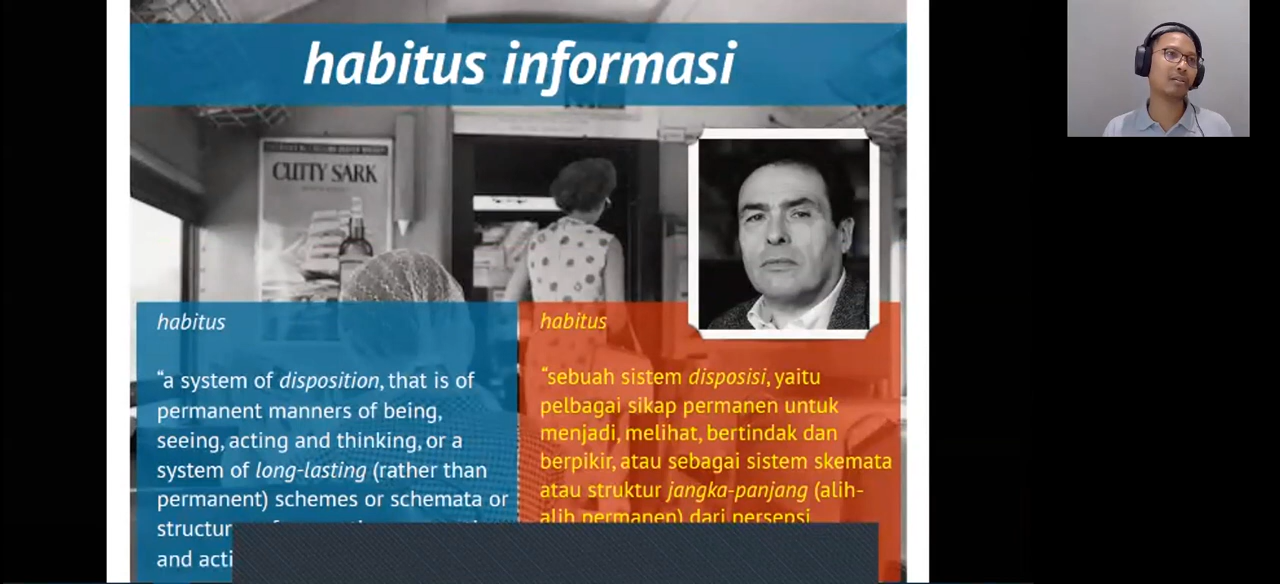 habitus informasi
CUTTY SARK
habitus
“a system of disposition, that is of
permanent manners of being,
seeing, acting and thinking, or a
system of long-lasting (rather than
permanent) schemes or schemata or
and acti
habitus
“sebuah sistem disposisi, yaitu
pelbagai sikap permanen untuk
menjadi, melihat, bertindak dan
berpikir, atau sebagai sistem skemata
atau struktur jangka-panjang (alih-
alih permanen) dari persepsi